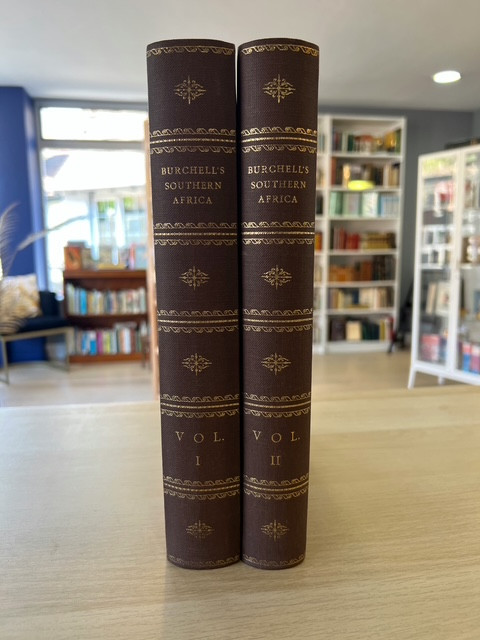 BURCHELL'S
SOUTHERN
AFRICA
VOL.
I
BURCHELL'S
SOUTHERN
AFRICA
VOL.
II